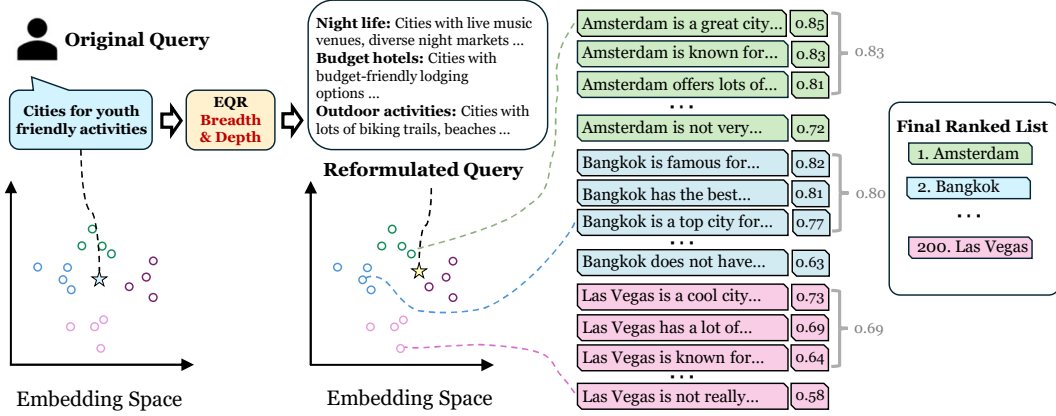 Original Query
Cities for youth
friendly activities
EQR
Breadth
& Depth
Night life: Cities with live music
venues, diverse night markets ...
Budget hotels: Cities with
budget-friendly lodging
options ...
Outdoor activities: Cities with
lots of biking trails, beaches ...
Reformulated Query
Embedding Space
Embedding Space
Amsterdam is a great city... 0.85
Amsterdam is known for... 0.83
Amsterdam offers lots of... 0.81
...
Amsterdam is not very... 0.72
0.83
Bangkok is famous for... 0.82
Bangkok has the best... 0.81
Bangkok is a top city for... 0.77
Bangkok does not have... 0.63
0.80
Las Vegas is a cool city... 0.73
Las Vegas has a lot of... 0.69
Las Vegas is known for... 0.64
...
Las Vegas is not really... 0.58
0.69
Final Ranked List
1. Amsterdam
2. Bangkok
...
200. Las Vegas